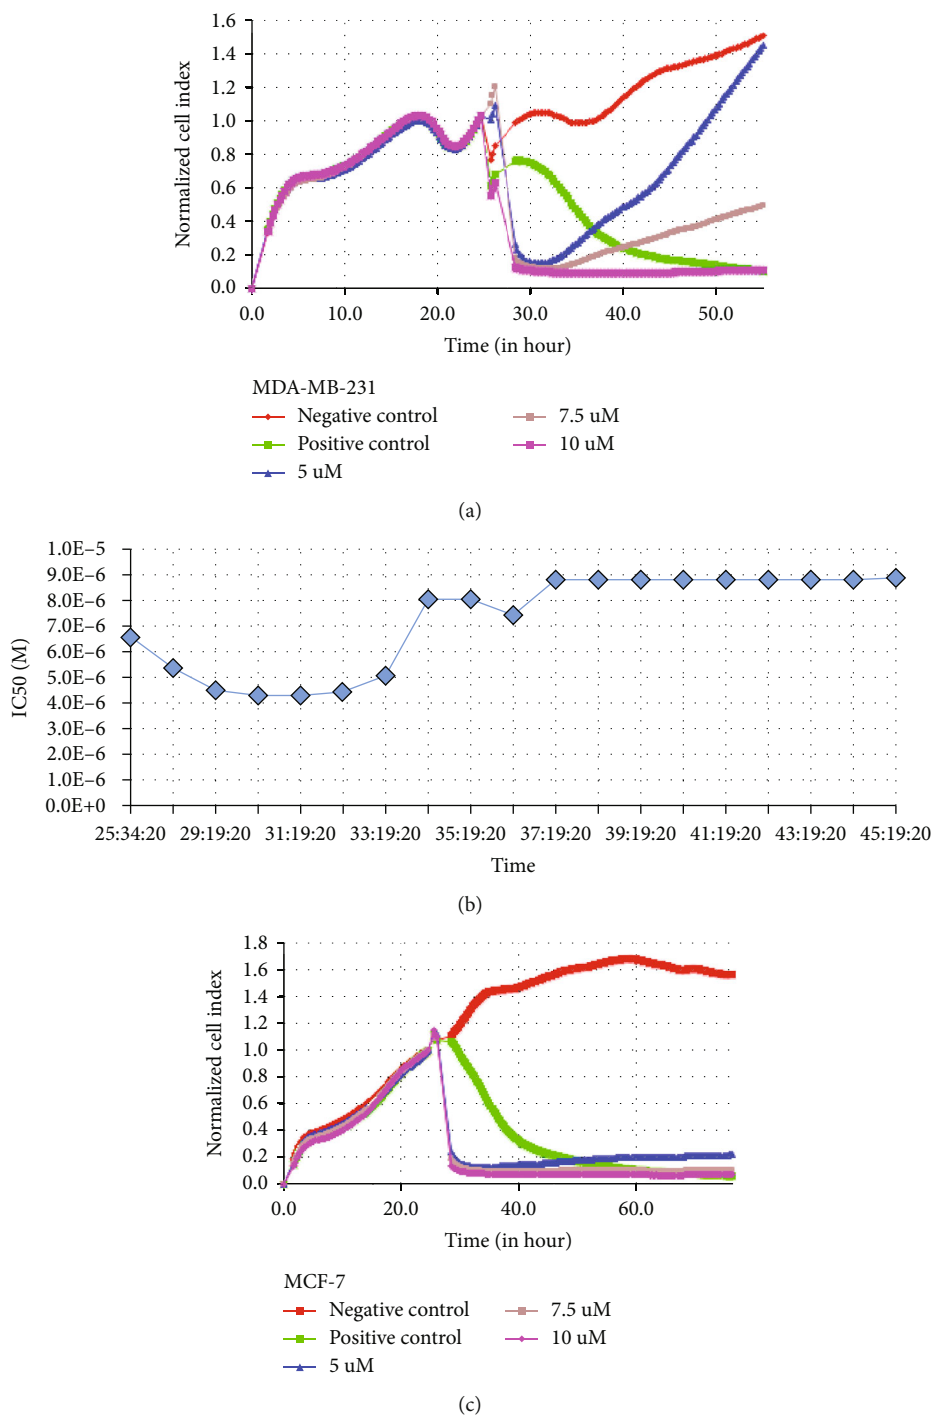 Normalized cell index
1.6
1.4
1.2
1.0
0.8
0.6
0.4
0.2
0.0
0.0 10.0 20.0 30.0 40.0 50.0
Time (in hour)
MDA-MB-231
Negative control 7.5 uM
Positive control 10 uM
5 uM
(a)
IC50 (M)
1.0E–5
9.0E–6
8.0E–6
7.0E–6
6.0E–6
5.0E–6
4.0E–6
3.0E–6
2.0E–6
1.0E–6
0.0E+0
25:34:20 29:19:20 31:19:20 33:19:20 35:19:20 37:19:20 39:19:20 41:19:20 43:19:20 45:19:20
Time
(b)
Normalized cell index
1.8
1.6
1.4
1.2
1.0
0.8
0.6
0.4
0.2
0.0
0.0 20.0 40.0 60.0
Time (in hour)
MCF-7
Negative control 7.5 uM
Positive control 10 uM
5 uM
(c)